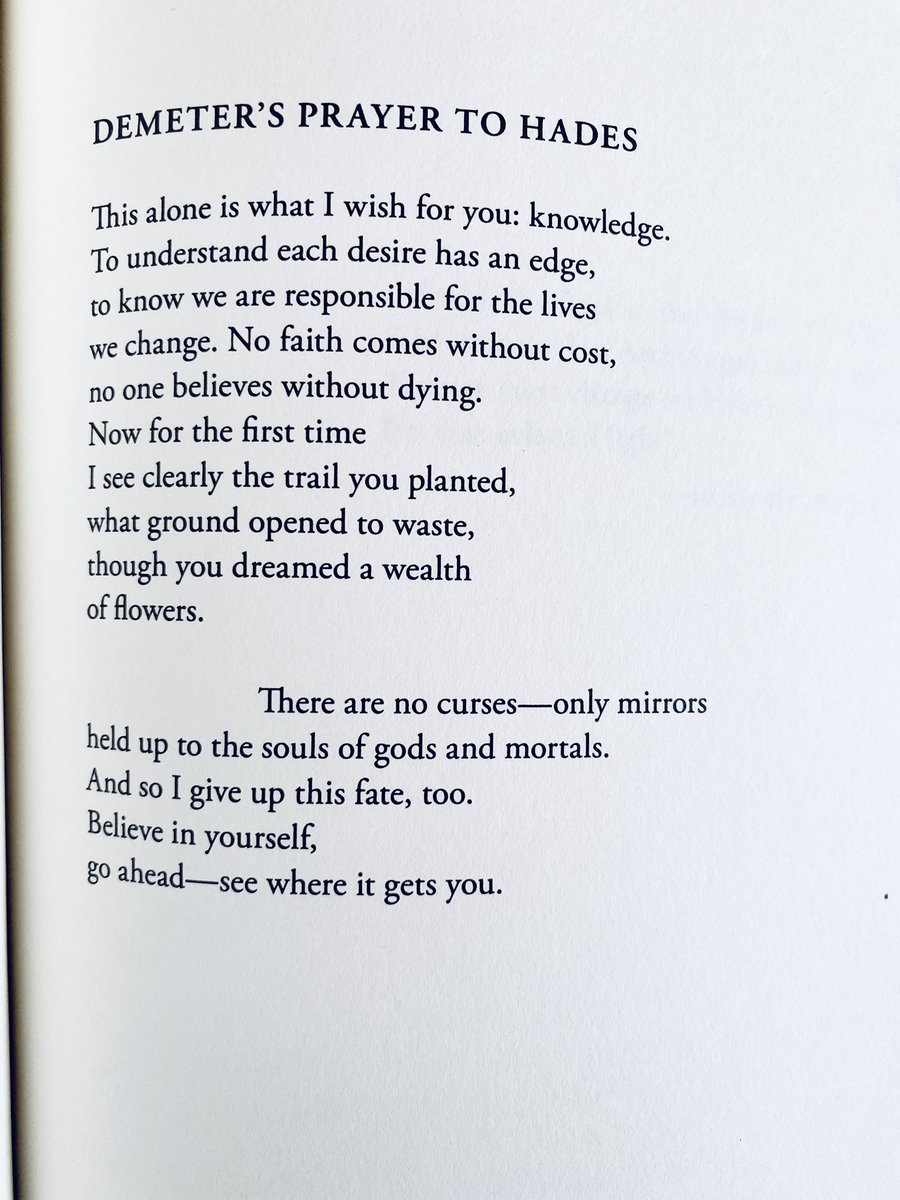 DEMETER'S PRAYER TO HADES
This alone is what I wish for you: knowledge.
To understand each desire has an edge,
to know we are responsible for the lives
we change. No faith comes without cost,
no one believes without dying.
Now for the first time
I see clearly the trail you planted,
what ground opened to waste,
though you dreamed a wealth
of flowers.
There are no curses—only mirrors
held up to the souls of gods and mortals.
And so I give up this fate, too.
Believe in yourself,
go ahead—see where it gets you.